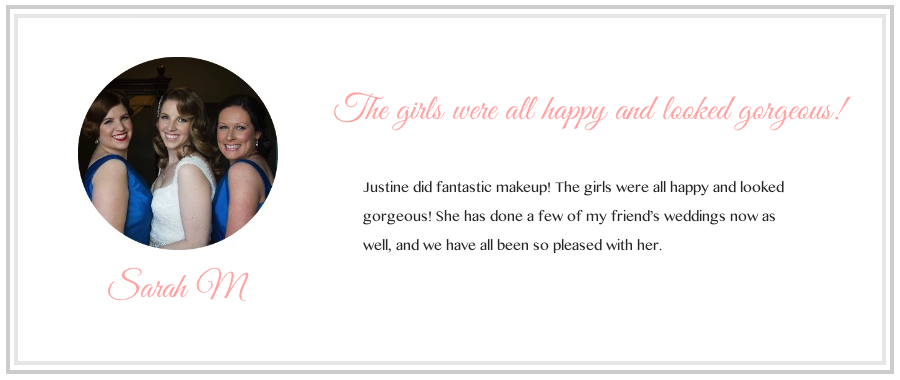 The girls were all happy and looked gorgeous!
Justine did fantastic makeup! The girls were all happy and looked
gorgeous! She has done a few of my friend’s weddings now as
well, and we have all been so pleased with her.
Sarah M